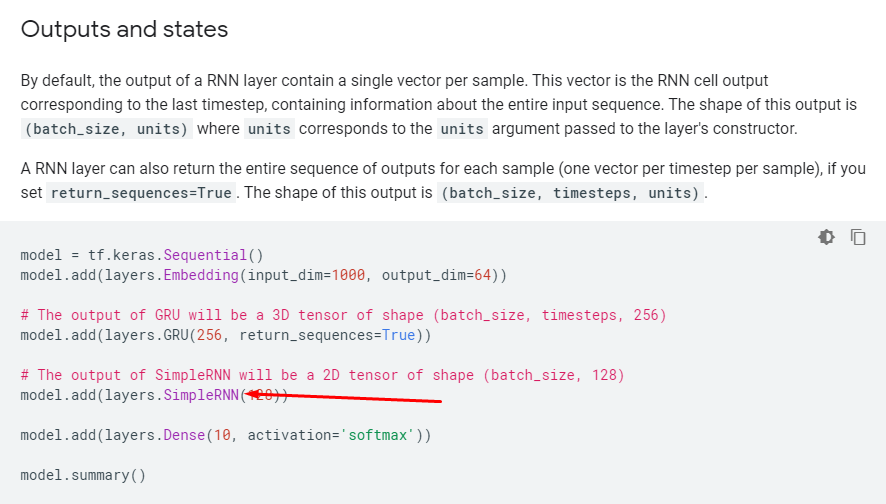 Outputs and states
By default, the output of a RNN layer contain a single vector per sample. This vector is the RNN cell output
corresponding to the last timestep, containing information about the entire input sequence. The shape of this output is
(batch_size, units) where units corresponds to the units argument passed to the layer's constructor.
A RNN layer can also return the entire sequence of outputs for each sample (one vector per timestep per sample), if you
set return_sequences=True. The shape of this output is (batch_size, timesteps, units).
model = tf.keras.Sequential()
model.add(layers.Embedding(input_dim=1000, output_dim=64))
# The output of GRU will be a 3D tensor of shape (batch_size, timesteps, 256)
model.add(layers.GRU(256, return_sequences=True))
# The output of SimpleRNN will be a 2D tensor of shape (batch_size, 128)
model.add(layers.SimpleRNN(128))
model.add(layers.Dense(10, activation='softmax'))
model.summary()